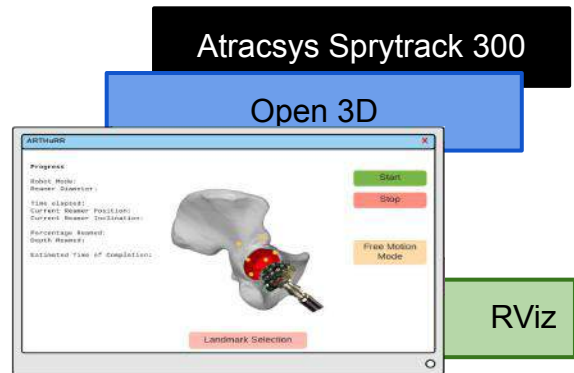 Atracsys Sprytrack 300
Open 3D
ARTHuRR
X
Progress
Robot Mode:
Reamer Diameter:
Time elapsed:
Current Reamer Position:
Current Reamer Inclination:
Percentage Reamed:
Depth Reamed:
Estimated Time of Completion:
Start
Stop
Free Motion
Mode
Landmark Selection
RViz